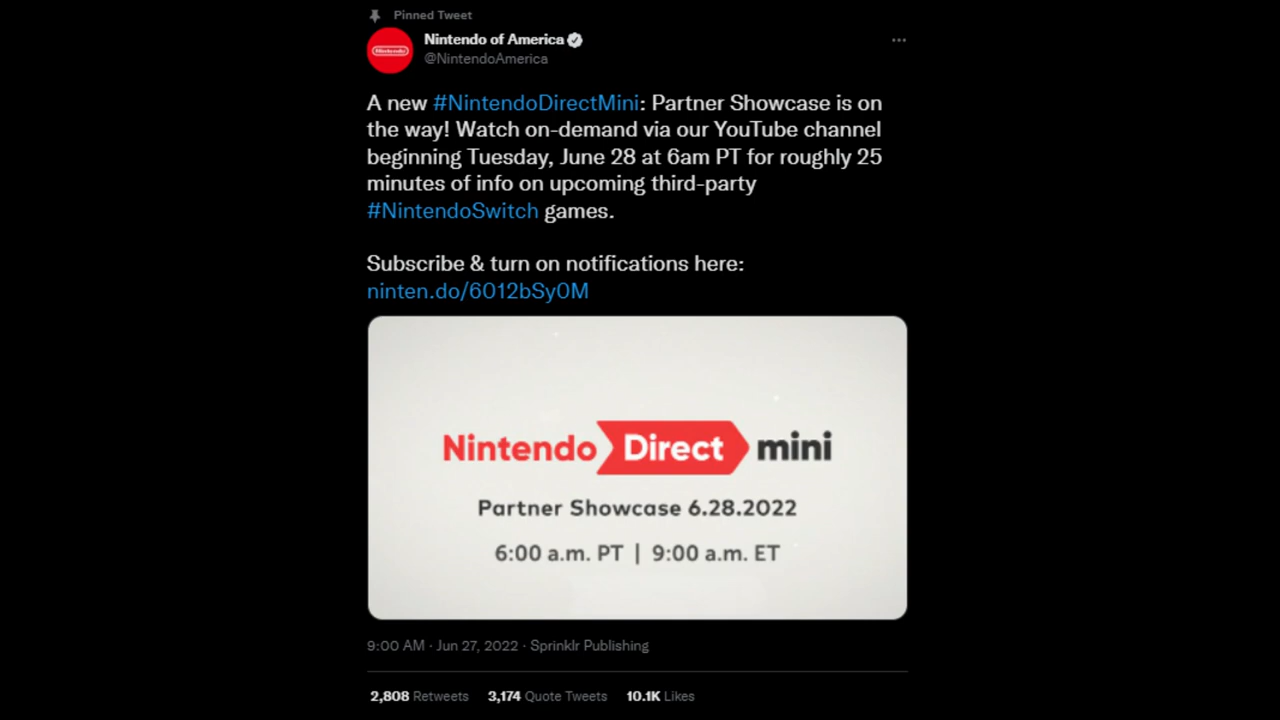 Pinned Tweet
Nintendo of America
Nintendo
@NintendoAmerica
A new #NintendoDirectMini: Partner Showcase is on
the way! Watch on-demand via our YouTube channel
beginning Tuesday, June 28 at 6am PT for roughly 25
minutes of info on upcoming third-party
#NintendoSwitch games.
Subscribe & turn on notifications here:
ninten.do/6012bSy0M
Nintendo Direct mini
Partner Showcase 6.28.2022
6:00 a.m. PT | 9:00 a.m. ET
9:00 AM · Jun 27, 2022 · Sprinklr Publishing
2,808 Retweets 3,174 Quote Tweets 10.1K Likes